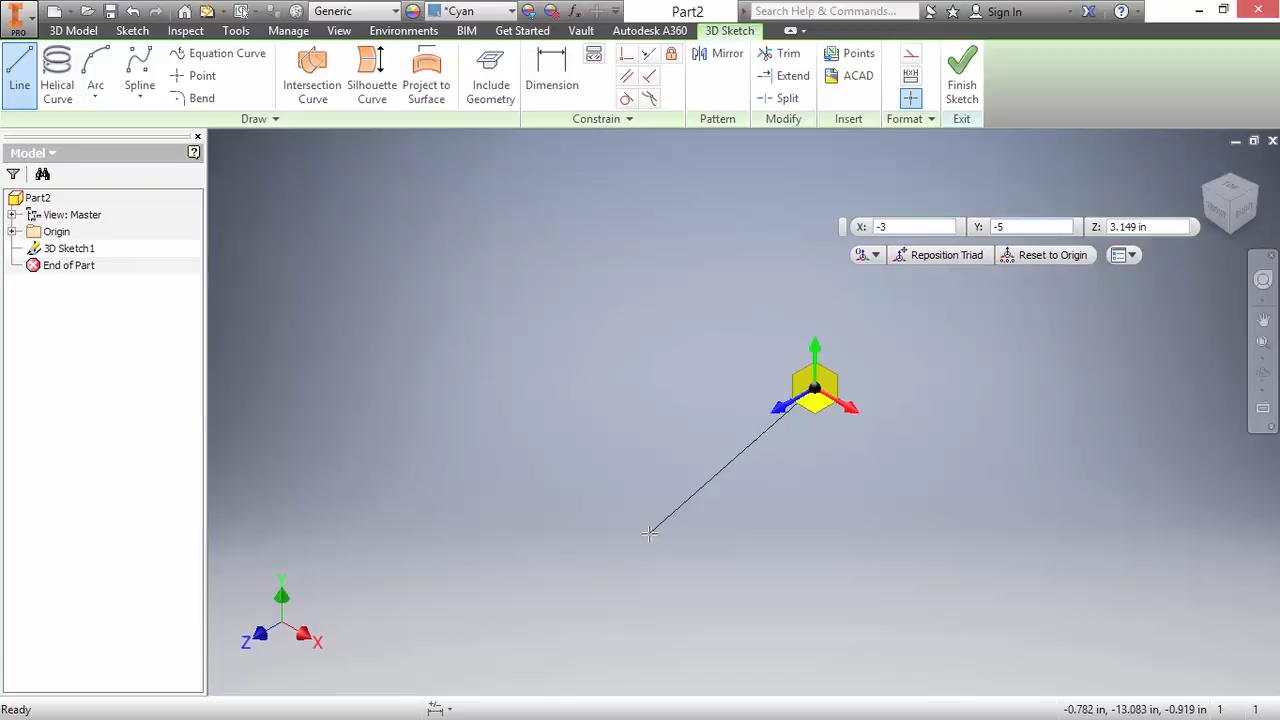 Generic
*Cyan
Part2
Search Help & Commands...
Sign In
PRO
3D Model Sketch Inspect Tools Manage View Environments BIM Get Started Vault Autodesk A360 3D Sketch
Line
Helical Curve
Arc
Spline
Equation Curve
Point
Bend
Intersection Curve
Silhouette Curve
Project to Surface
Include Geometry
Dimension
Mirror
Trim
Extend
Split
Points
ACAD
Finish Sketch
Draw Constrain Pattern Modify Insert Format Exit
Model
Part2
View: Master
Origin
3D Sketch1
End of Part
X: -3 Y: -5 Z: 3.149 in
Reposition Triad Reset to Origin
TOP
FRONT RIGHT
Y
Z X
Ready
-0.782 in, -13.083 in, -0.919 in 1 1